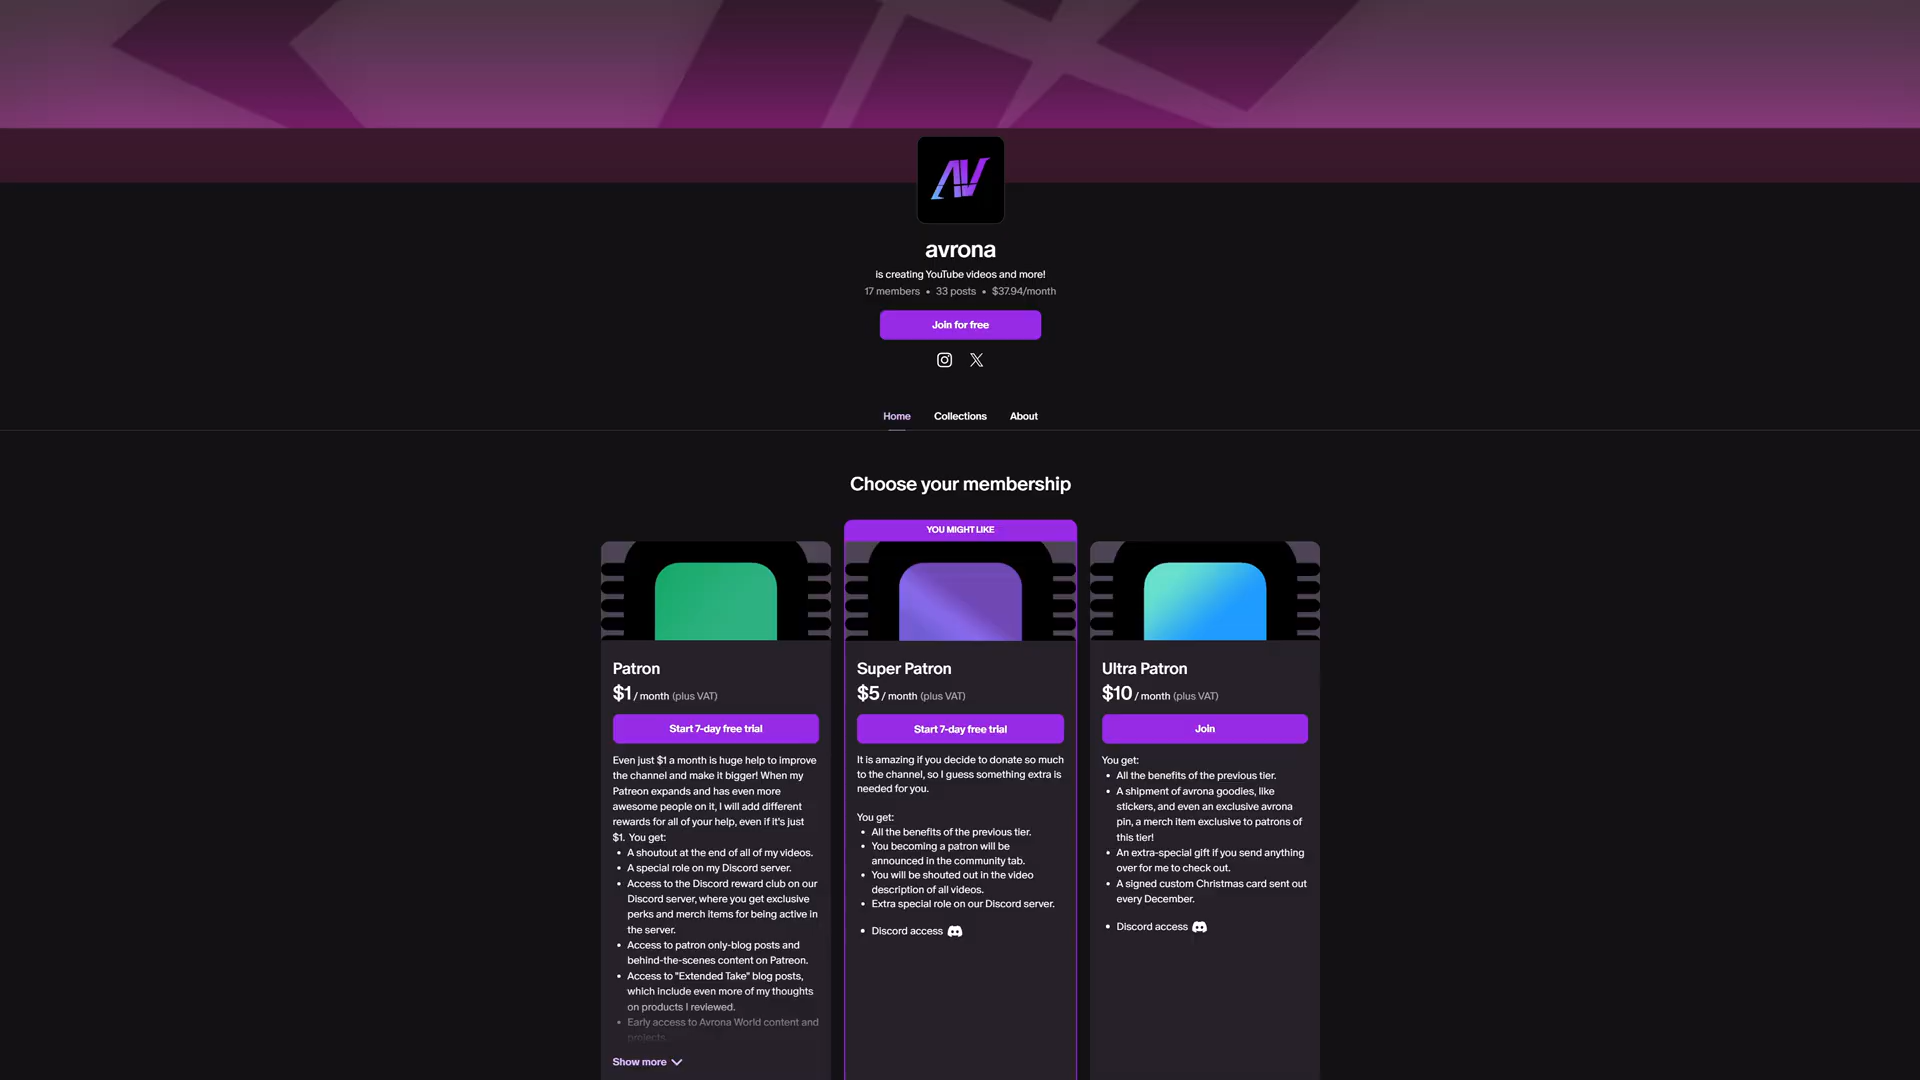 AV
avrona
is creating YouTube videos and more!
17 members • 33 posts • $37.94/month
Join for free
Home
Collections
About
Choose your membership
Patron
$1 / month (plus VAT)
Start 7-day free trial
Even just $1 a month is huge help to improve
the channel and make it bigger! When my
Patreon expands and has even more
awesome people on it, I will add different
rewards for all of your help, even if it's just
$1. You get:
• A shoutout at the end of all of my videos.
• A special role on my Discord server.
• Access to the Discord reward club on our
Discord server, where you get exclusive
perks and merch items for being active in
the server.
• Access to patron only-blog posts and
behind-the-scenes content on Patreon.
• Access to "Extended Take" blog posts,
which include even more of my thoughts
on products I reviewed.
• Early access to Avrona World content and
projects.
Show more
YOU MIGHT LIKE
Super Patron
$5 / month (plus VAT)
Start 7-day free trial
It is amazing if you decide to donate so much
to the channel, so I guess something extra is
needed for you.
You get:
• All the benefits of the previous tier.
• You becoming a patron will be
announced in the community tab.
• You will be shouted out in the video
description of all videos.
• Extra special role on our Discord server.
• Discord access
Ultra Patron
$10 / month (plus VAT)
Join
You get:
• All the benefits of the previous tier.
• A shipment of avrona goodies, like
stickers, and even an exclusive avrona
pin, a merch item exclusive to patrons of
this tier!
• An extra-special gift if you send anything
over for me to check out.
• A signed custom Christmas card sent out
every December.
• Discord access